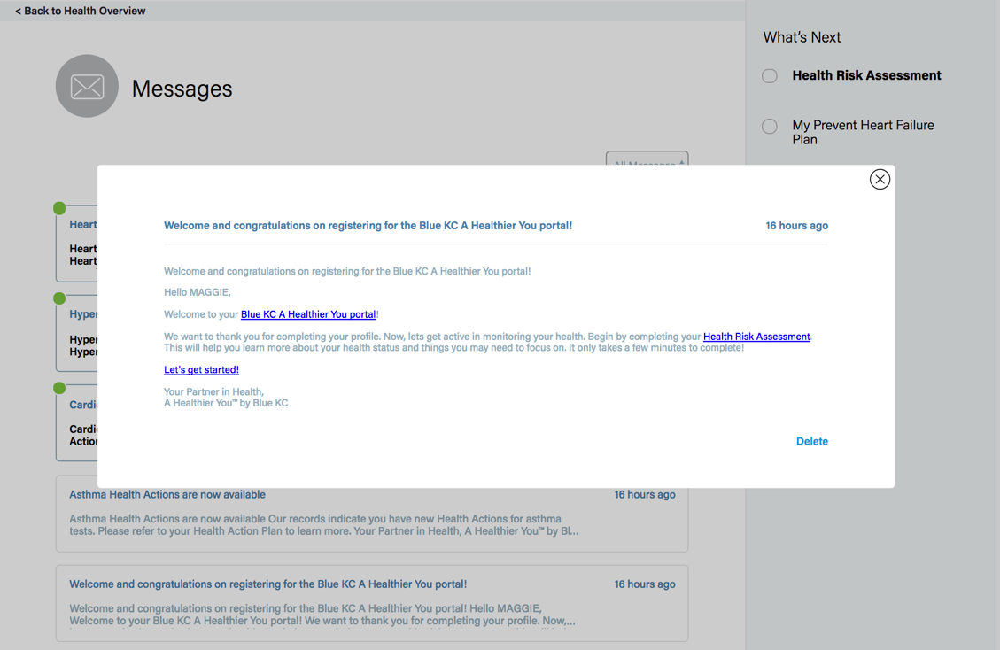 < Back to Health Overview
Messages
What's Next
Health Risk Assessment
My Prevent Heart Failure
Plan
Welcome and congratulations on registering for the Blue KC A Healthier You portal! 16 hours ago
Welcome and congratulations on registering for the Blue KC A Healthier You portal!
Hello MAGGIE,
Welcome to your Blue KC A Healthier You portal!
We want to thank you for completing your profile. Now, lets get active in monitoring your health. Begin by completing your Health Risk Assessment.
This will help you learn more about your health status and things you may need to focus on. It only takes a few minutes to complete!
Let's get started!
Your Partner in Health,
A Healthier You™ by Blue KC
Delete
Heart
Heart
Heart
Hyper
Hyper
Hyper
Cardi
Cardi
Action
Asthma Health Actions are now available 16 hours ago
Asthma Health Actions are now available Our records indicate you have new Health Actions for asthma
tests. Please refer to your Health Action Plan to learn more. Your Partner in Health, A Healthier You™ by Bl...
Welcome and congratulations on registering for the Blue KC A Healthier You portal! 16 hours ago
Welcome and congratulations on registering for the Blue KC A Healthier You portal! Hello MAGGIE,
Welcome to your Blue KC A Healthier You portal! We want to thank you for completing your profile. Now,...